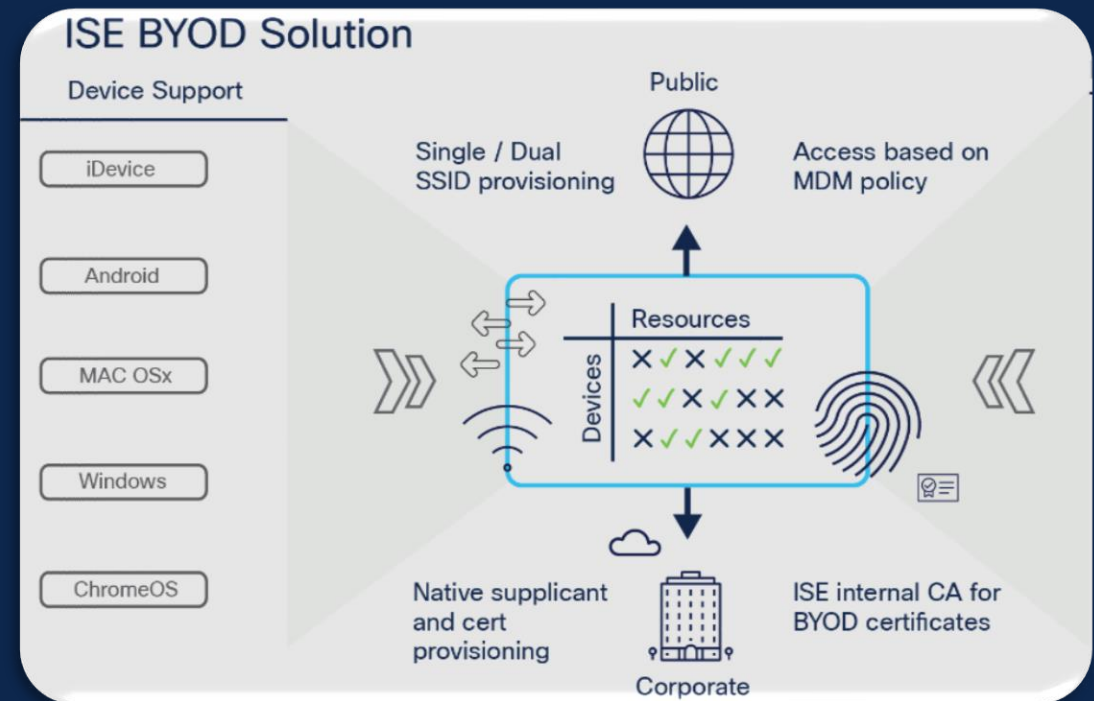 ISE BYOD Solution
Device Support
iDevice
Android
MAC OSx
Windows
ChromeOS
Public
Single / Dual
SSID provisioning
Access based on
MDM policy
Resources
Devices
Native supplicant
and cert
provisioning
ISE internal CA for
BYOD certificates
Corporate